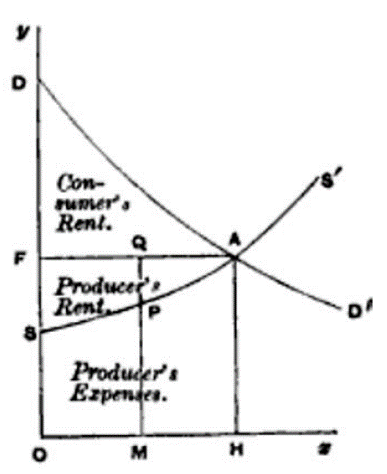 y
D
Con-
sumer's
Rent.
S'
F
Q
A
Producer's
Rent.
P
D'
S
Producer's
Expenses.
O
M
H
x